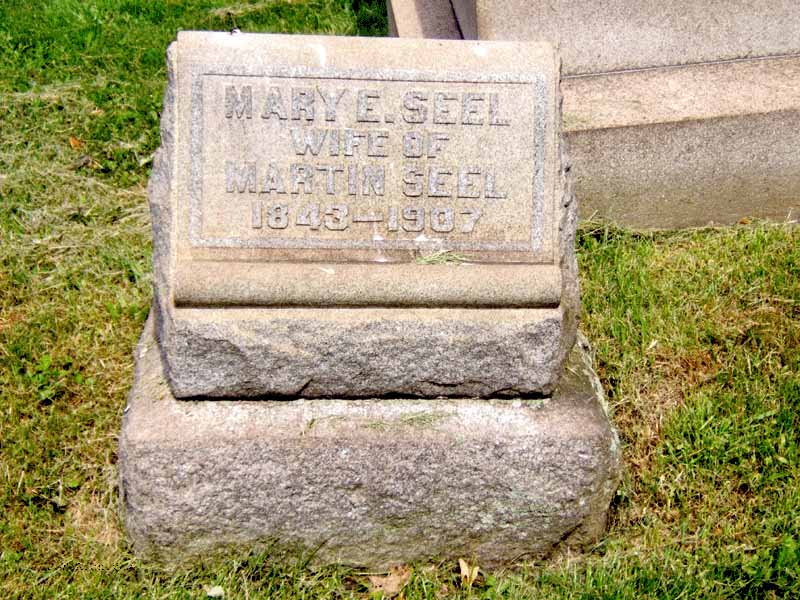 MARY E. SEEL
WIFE OF
MARTIN SEEL
1843—1907